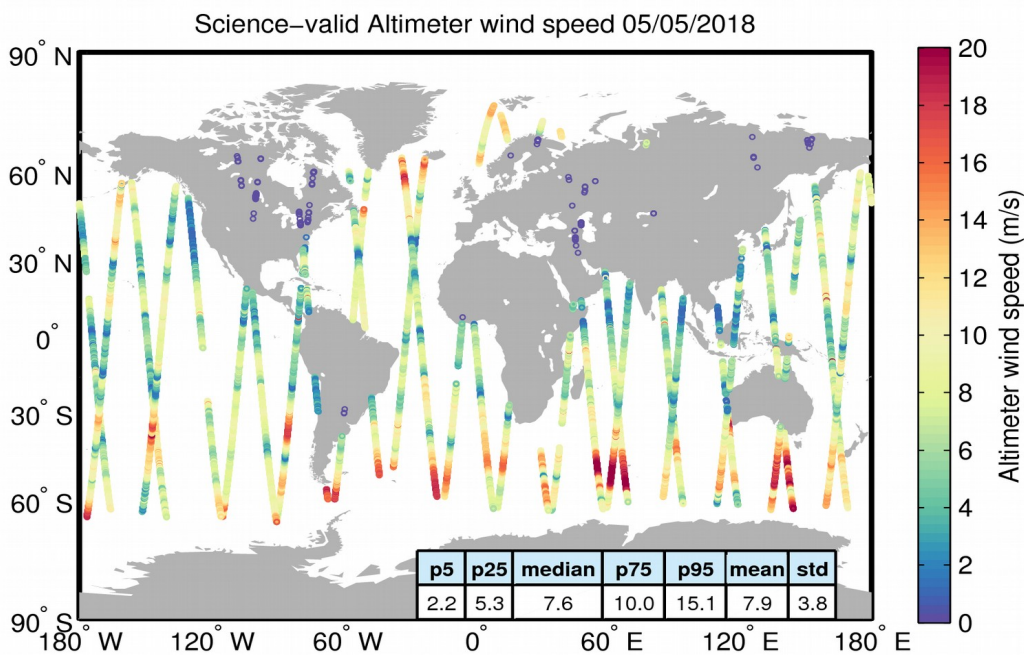 Science−valid Altimeter wind speed 05/05/2018
90° N
60° N
30° N
0°
30° S
60° S
90° S
180° W
120° W
60° W
0°
60° E
120° E
180° E
20
18
16
14
12
10
8
6
4
2
0
Altimeter wind speed (m/s)
p5 p25 median p75 p95 mean std
2.2 5.3 7.6 10.0 15.1 7.9 3.8